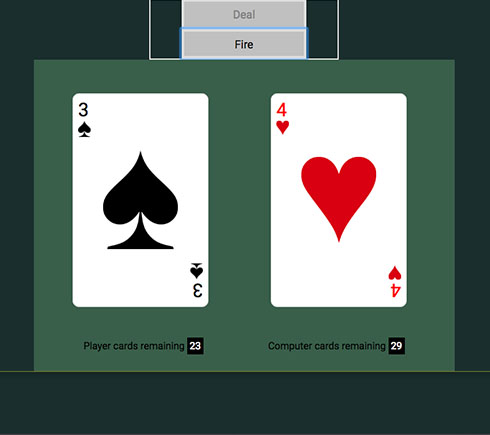 Deal
Fire
3
4
3
4
Player cards remaining 23
Computer cards remaining 29